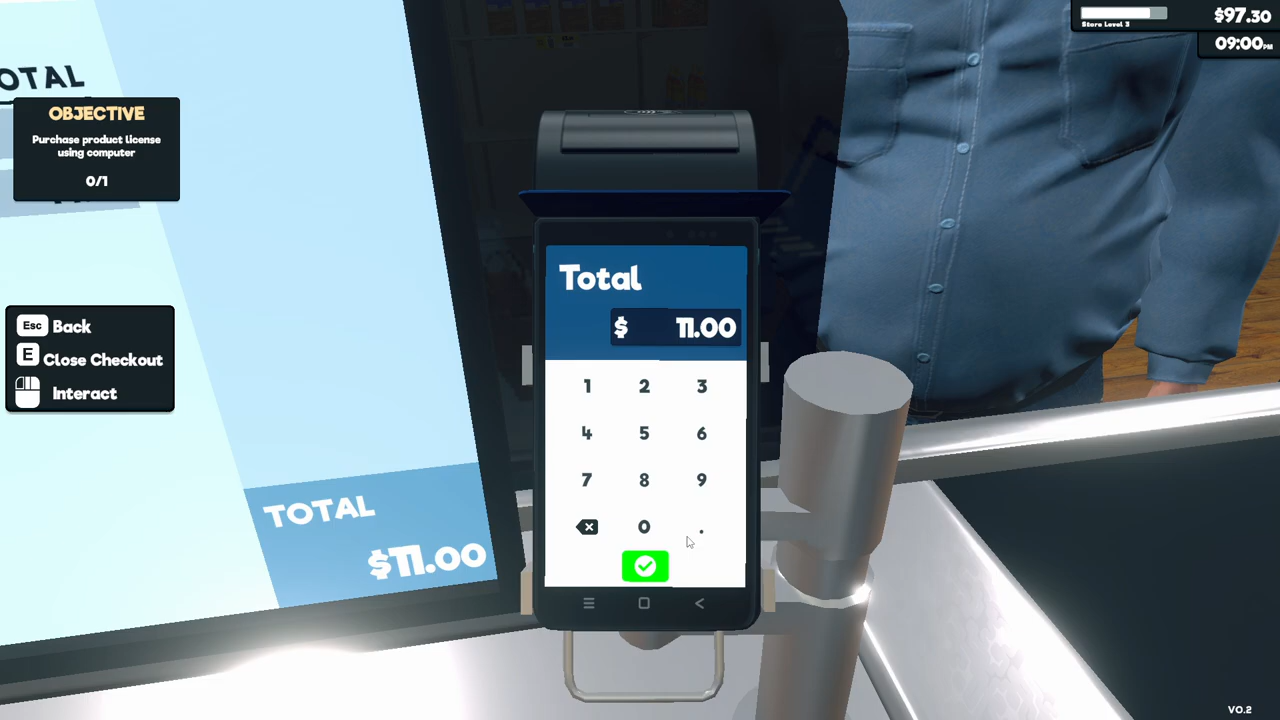 OTAL
OBJECTIVE
Purchase product license
using computer
0/1
Esc Back
E Close Checkout
Interact
TOTAL
$11.00
Total
$ 11.00
1 2 3
4 5 6
7 8 9
0 .
$97.30
Store Level 3
09:00PM
V0.2